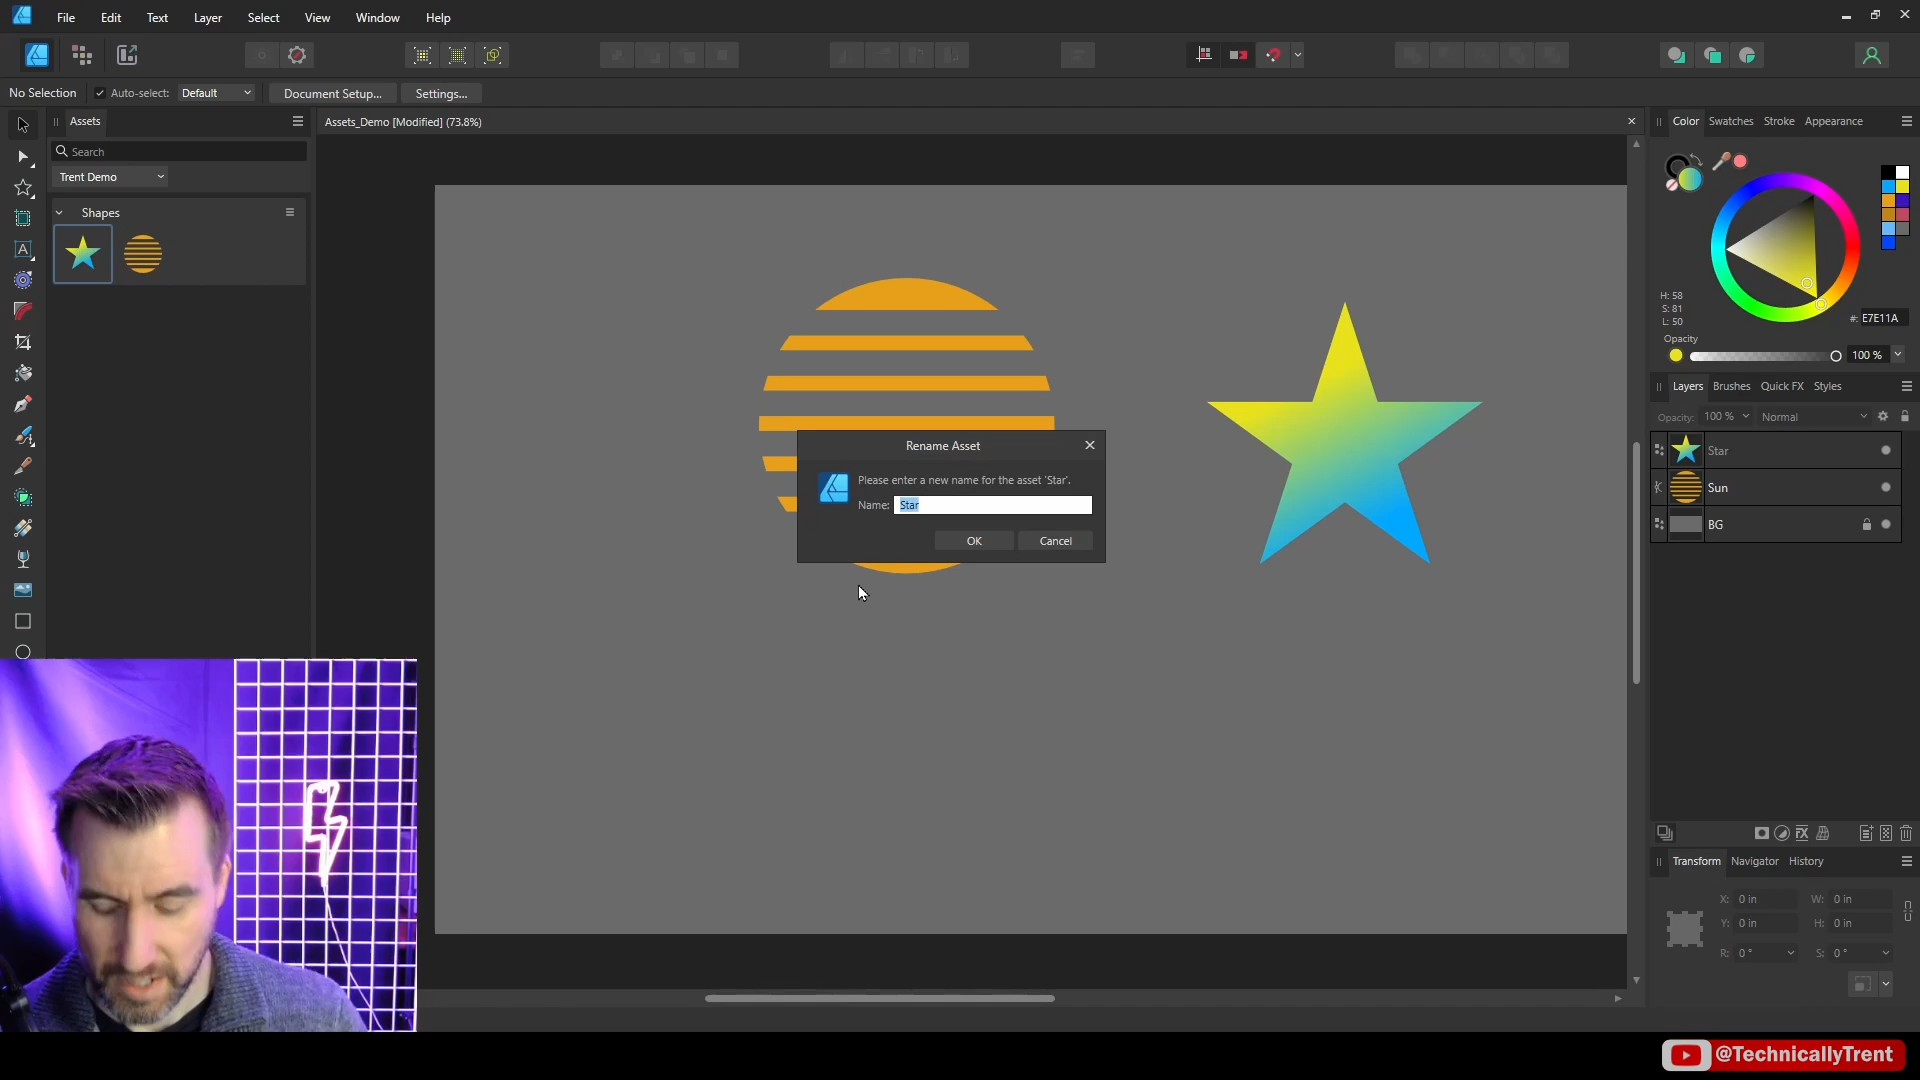 File Edit Text Layer Select View Window Help
No Selection Auto-select: Default Document Setup... Settings...
Assets
Search
Trent Demo
Shapes
Assets_Demo [Modified] (73.8%)
Rename Asset
Please enter a new name for the asset 'Star'.
Name: Star
OK Cancel
Color Swatches Stroke Appearance
H: 58
S: 81
L: 50
#: E7E11A
Opacity
100 %
Layers Brushes Quick FX Styles
Opacity: 100 % Normal
Star
Sun
BG
Transform Navigator History
X: 0 in W: 0 in
Y: 0 in H: 0 in
R: 0 ° S: 0 °
@TechnicallyTrent